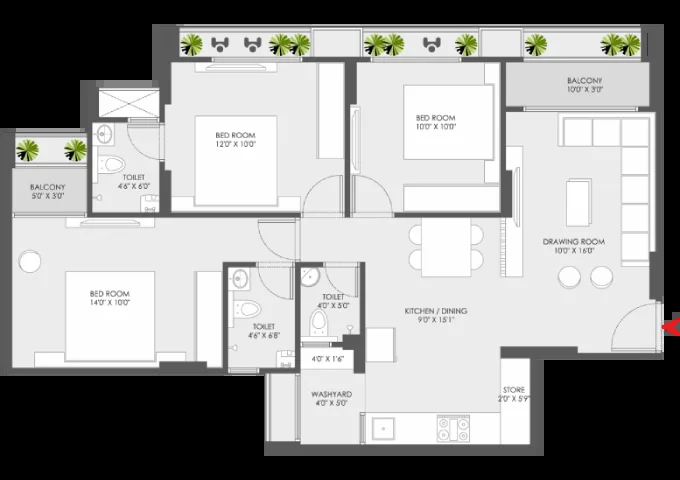 BALCONY
10'0" X 3'0"
BED ROOM
12'0" X 10'0"
BED ROOM
10'0" X 10'0"
TOILET
4'6" X 6'0"
BALCONY
5'0" X 3'0"
DRAWING ROOM
10'0" X 16'0"
BED ROOM
14'0" X 10'0"
TOILET
4'0" X 5'0"
KITCHEN / DINING
9'0" X 15'1"
TOILET
4'6" X 6'8"
4'0" X 1'6"
WASHYARD
4'0" X 5'0"
STORE
2'0" X 5'9"